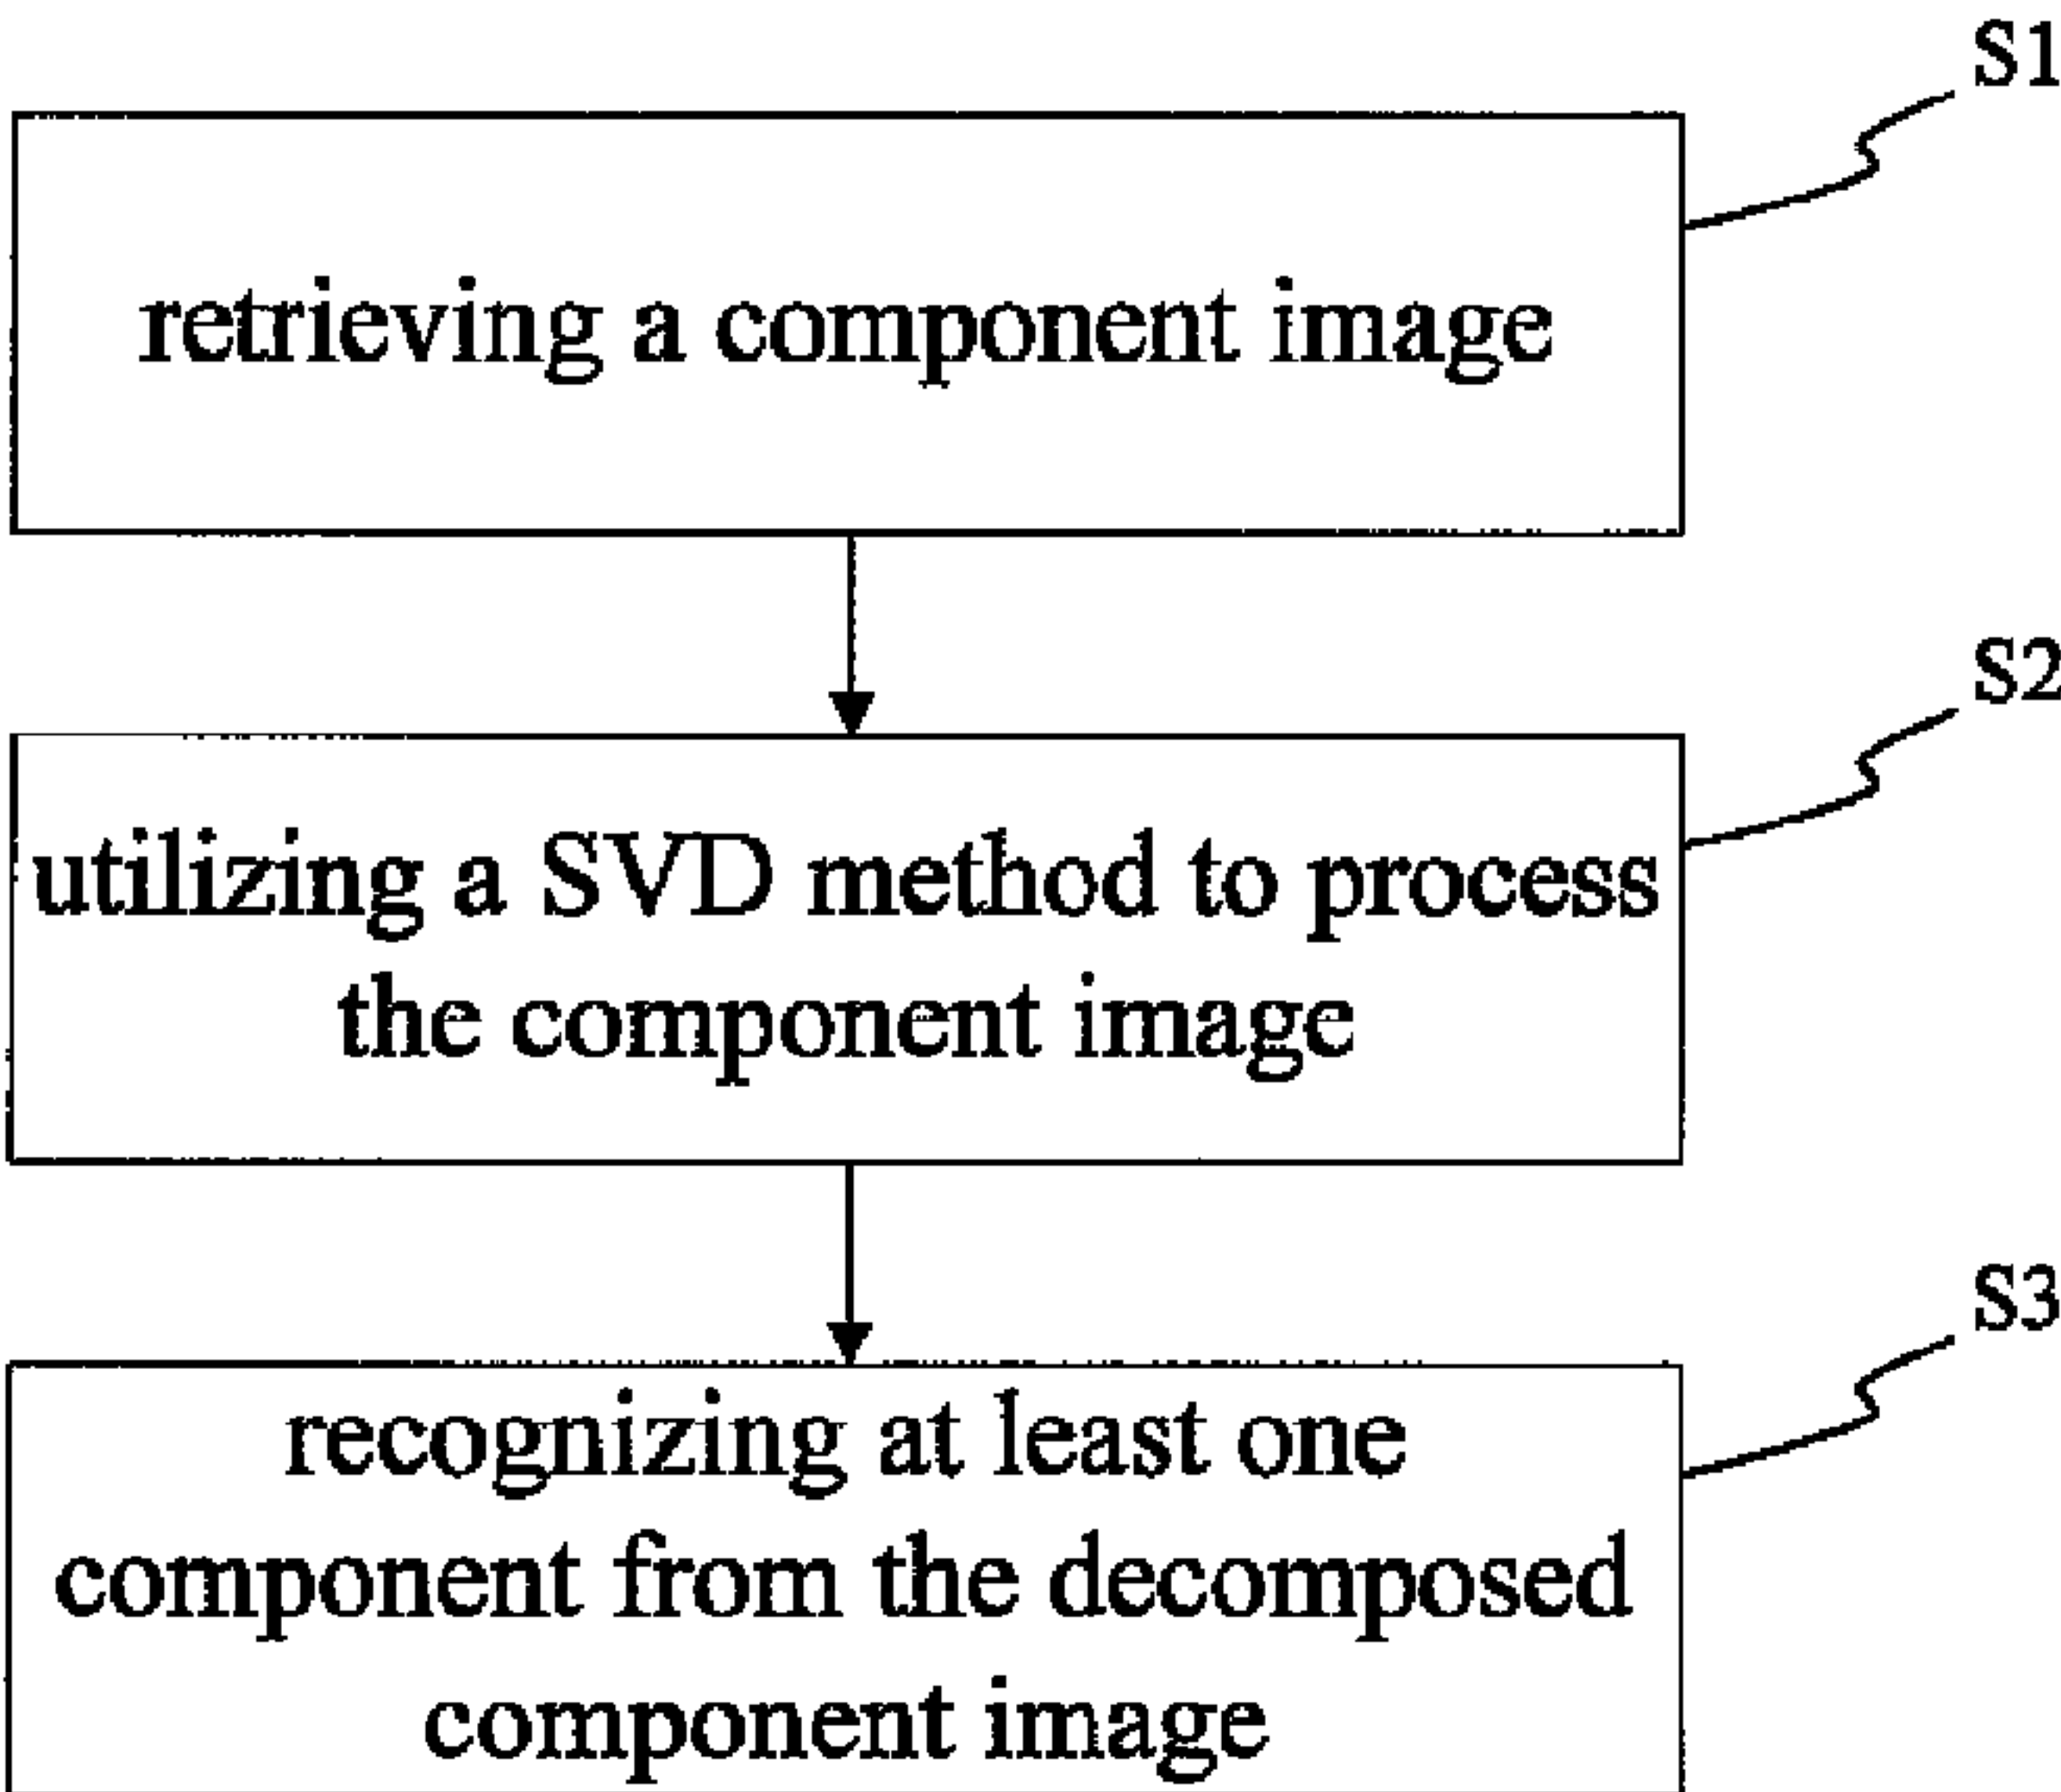 S1
retrieving a component image
S2
utilizing a SVD method to process
the component image
S3
recognizing at least one
component from the decomposed
component image